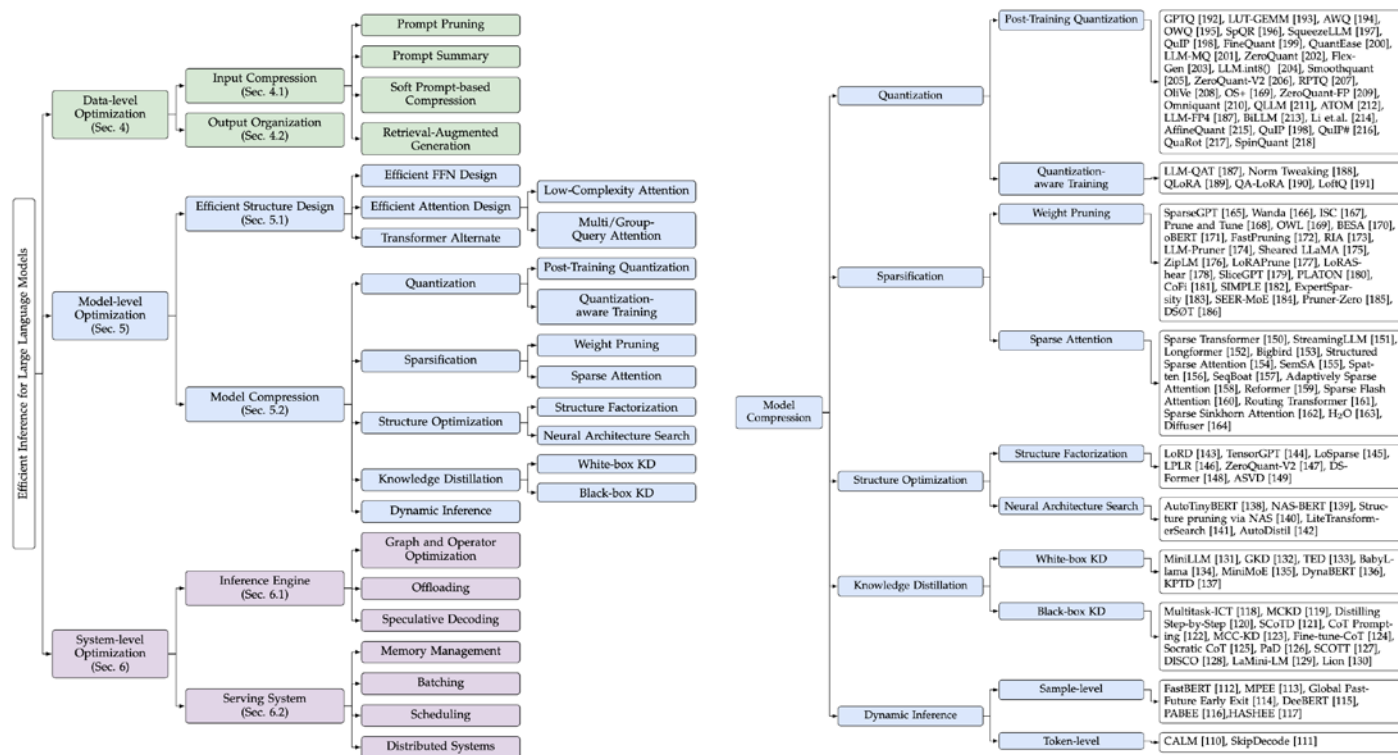 Efficient Inference for Large Language Models
Data-level
Optimization
(Sec. 4)
Input Compression
(Sec. 4.1)
Prompt Pruning
Prompt Summary
Soft Prompt-based
Compression
Output Organization
(Sec. 4.2)
Retrieval-Augmented
Generation
Model-level
Optimization
(Sec. 5)
Efficient Structure Design
(Sec. 5.1)
Efficient FFN Design
Efficient Attention Design
Low-Complexity Attention
Multi/Group-
Query Attention
Transformer Alternate
Model Compression
(Sec. 5.2)
Quantization
Post-Training Quantization
Quantization-
aware Training
Sparsification
Weight Pruning
Sparse Attention
Structure Optimization
Structure Factorization
Neural Architecture Search
Knowledge Distillation
White-box KD
Black-box KD
Dynamic Inference
System-level
Optimization
(Sec. 6)
Inference Engine
(Sec. 6.1)
Graph and Operator
Optimization
Offloading
Speculative Decoding
Serving System
(Sec. 6.2)
Memory Management
Batching
Scheduling
Distributed Systems
Model
Compression
Quantization
Post-Training Quantization
GPTQ [192], LUT-GEMM [193], AWQ [194],
OWQ [195], SpQR [196], SqueezeLLM [197],
QuIP [198], FineQuant [199], QuantEase [200],
LLM-MQ [201], ZeroQuant [202], Flex-
Gen [203], LLM.int8() [204], Smoothquant
[205], ZeroQuant-V2 [206], RPTQ [207],
OliVe [208], OS+ [169], ZeroQuant-FP [209],
Omniquant [210], QLLM [211], ATOM [212],
LLM-FP4 [187], BiLLM [213], Li et.al. [214],
AffineQuant [215], QuIP [198], QuIP# [216],
QuaRot [217], SpinQuant [218]
Quantization-
aware Training
LLM-QAT [187], Norm Tweaking [188],
QLoRA [189], QA-LoRA [190], LoftQ [191]
Sparsification
Weight Pruning
SparseGPT [165], Wanda [166], ISC [167],
Prune and Tune [168], OWL [169], BESA [170],
oBERT [171], FastPruning [172], RIA [173],
LLM-Pruner [174], Sheared LLaMA [175],
ZipLM [176], LoRAPrune [177], LoRAS-
hear [178], SliceGPT [179], PLATON [180],
CoFi [181], SIMPLE [182], ExpertSpar-
sity [183], SEER-MoE [184], Pruner-Zero [185],
DSØT [186]
Sparse Attention
Sparse Transformer [150], StreamingLLM [151],
Longformer [152], Bigbird [153], Structured
Sparse Attention [154], SemSA [155], Spat-
ten [156], SeqBoat [157], Adaptively Sparse
Attention [158], Reformer [159], Sparse Flash
Attention [160], Routing Transformer [161],
Sparse Sinkhorn Attention [162], H₂O [163],
Diffuser [164]
Structure Optimization
Structure Factorization
LoRD [143], TensorGPT [144], LoSparse [145],
LPLR [146], ZeroQuant-V2 [147], DS-
Former [148], ASVD [149]
Neural Architecture Search
AutoTinyBERT [138], NAS-BERT [139], Struc-
ture pruning via NAS [140], LiteTransform-
erSearch [141], AutoDistil [142]
Knowledge Distillation
White-box KD
MiniLLM [131], GKD [132], TED [133], BabyL-
lama [134], MiniMoE [135], DynaBERT [136],
KPTD [137]
Black-box KD
Multitask-ICT [118], MCKD [119], Distilling
Step-by-Step [120], SCoTD [121], CoT Prompt-
ing [122], MCC-KD [123], Fine-tune-CoT [124],
Socratic CoT [125], PaD [126], SCOTT [127],
DISCO [128], LaMini-LM [129], Lion [130]
Dynamic Inference
Sample-level
FastBERT [112], MPEE [113], Global Past-
Future Early Exit [114], DeeBERT [115],
PABEE [116],HASHEE [117]
Token-level
CALM [110], SkipDecode [111]